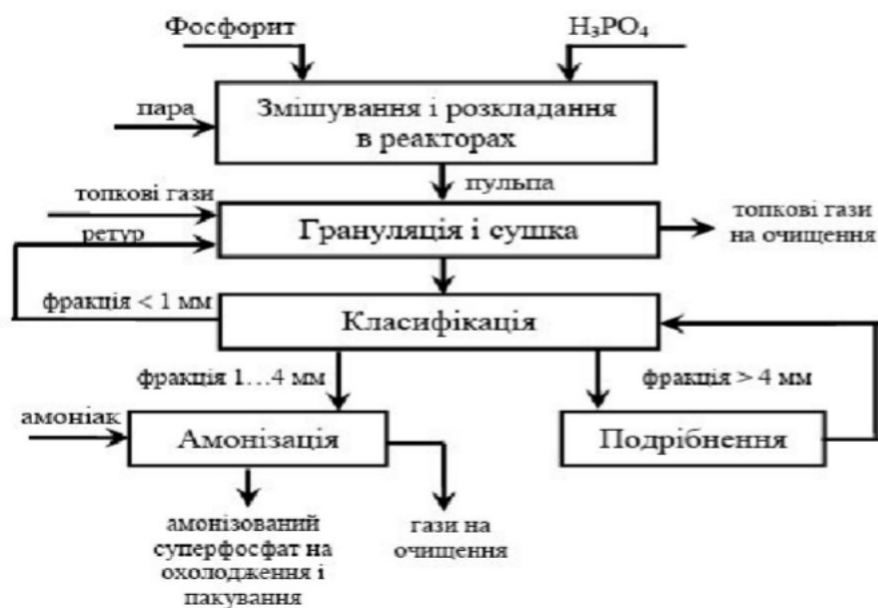 Фосфорит
H₃PO₄
Змішування і розкладання
в реакторах
пара
пульпа
топкові гази
ретур
Грануляція і сушка
топкові гази
на очищення
фракція < 1 мм
Класифікація
фракція 1...4 мм
фракція > 4 мм
амоніак
Амонізація
Подрібнення
амонізований
суперфосфат на
охолодження і
пакування
гази на
очищення